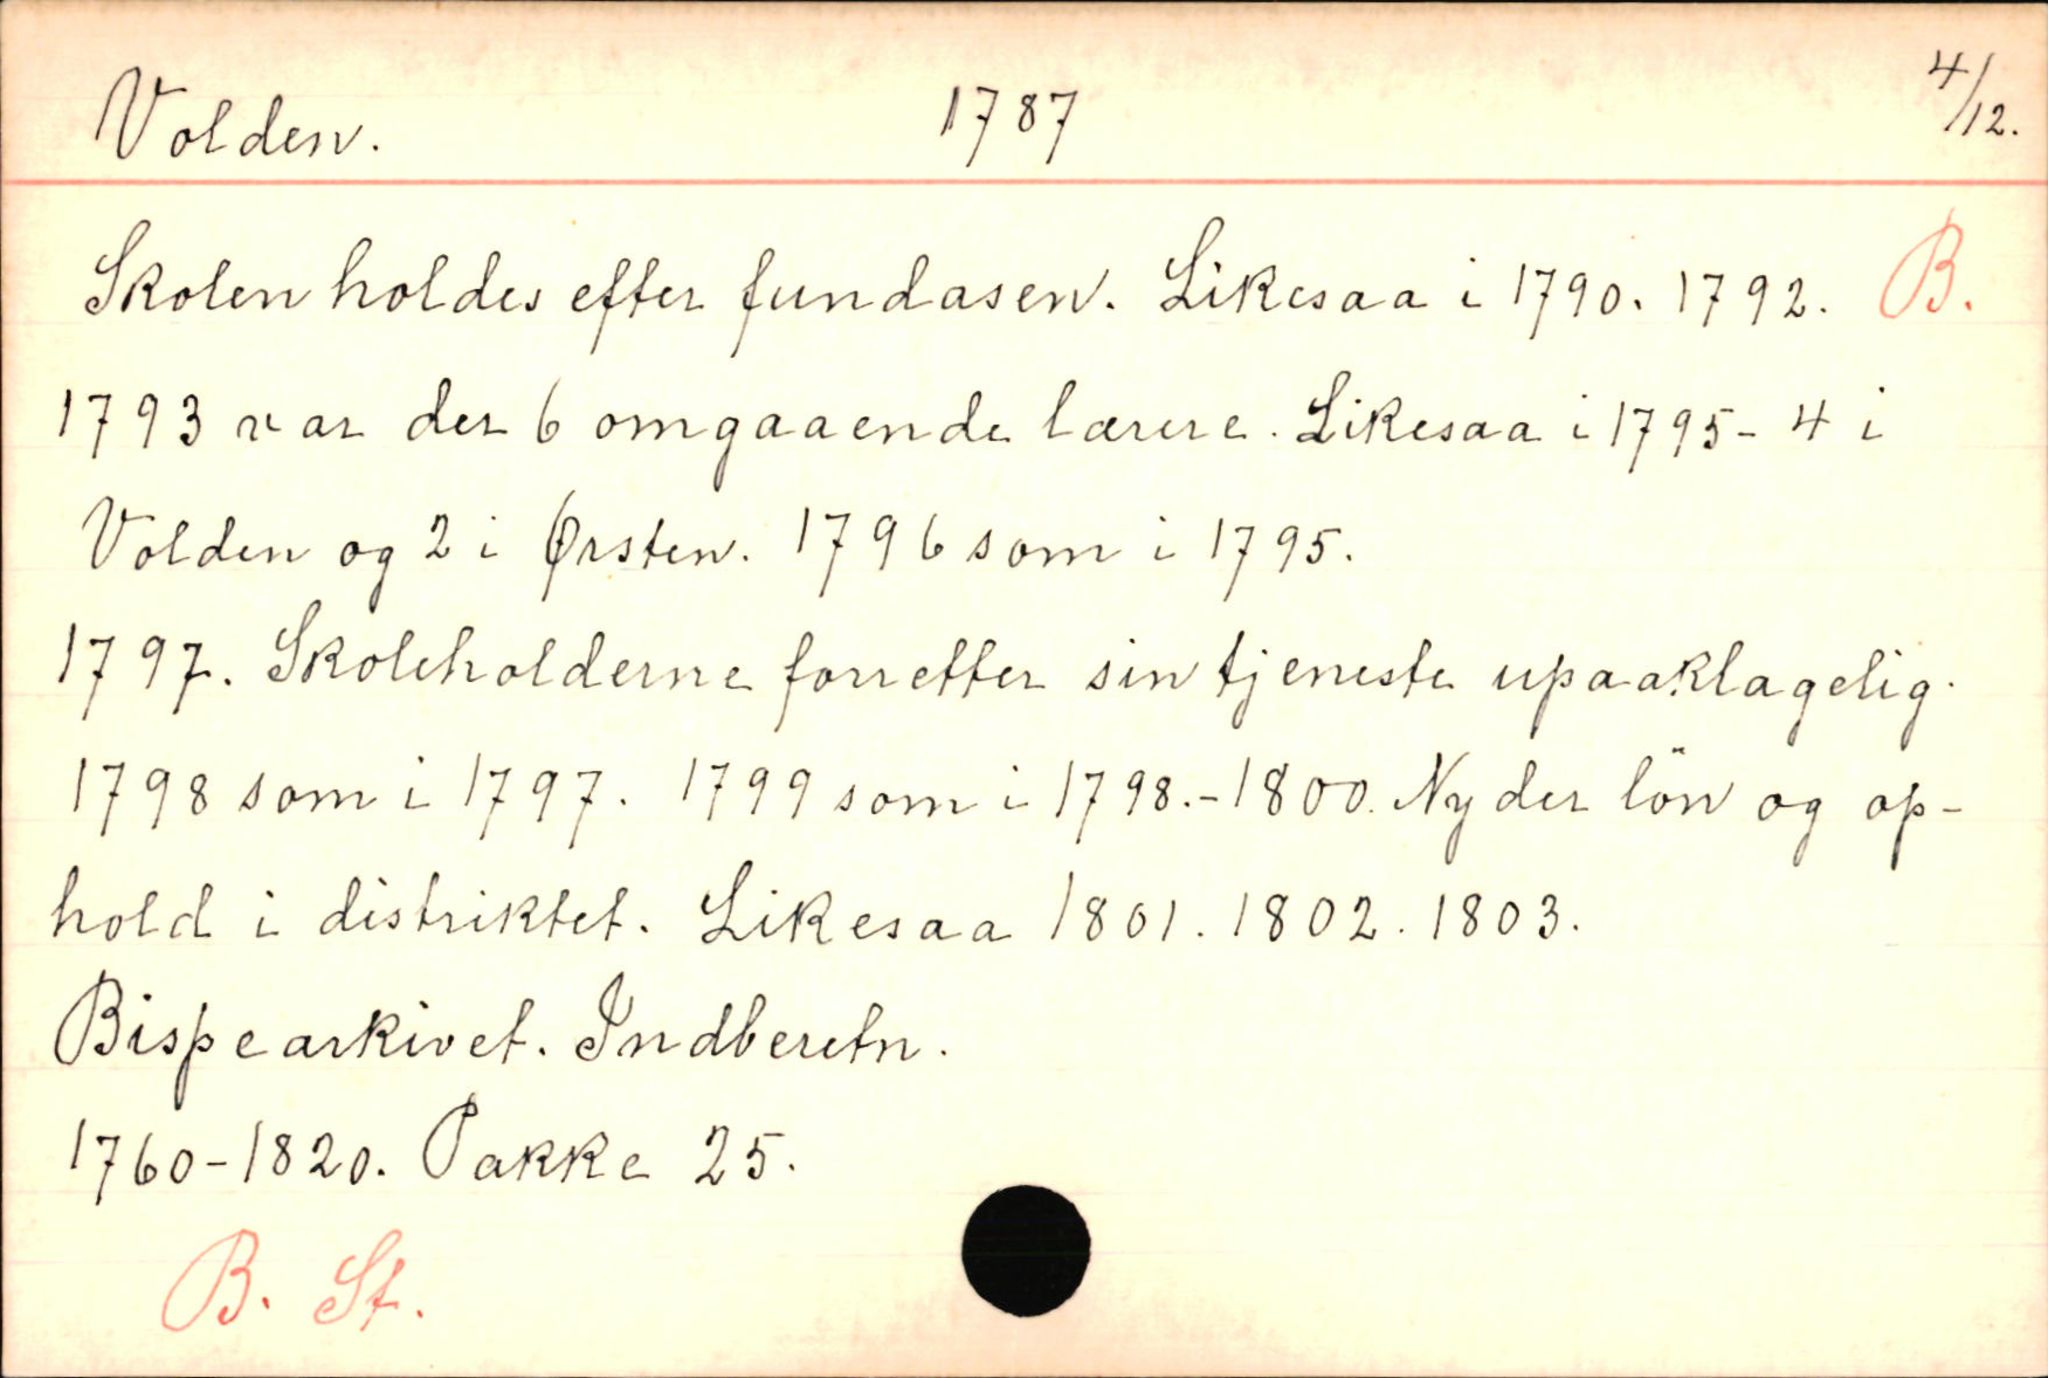 Volden. 1787 4/12.
Skolen holdes efter fundasen. Likesaa i 1790. 1792. B.
1793 var der 6 omgaaende lærere. Likesaa i 1795 - 4 i
Volden og 2 i Ørsten. 1796 som i 1795.
1797. Skoleholderne forretter sin tjeneste upaaklagelig.
1798 som i 1797. 1799 som i 1798. - 1800. Nyder lön og op-
hold i distriktet. Likesaa 1801. 1802. 1803.
Bispearkivet. Indberetn.
1760-1820. Pakke 25.
B. St.